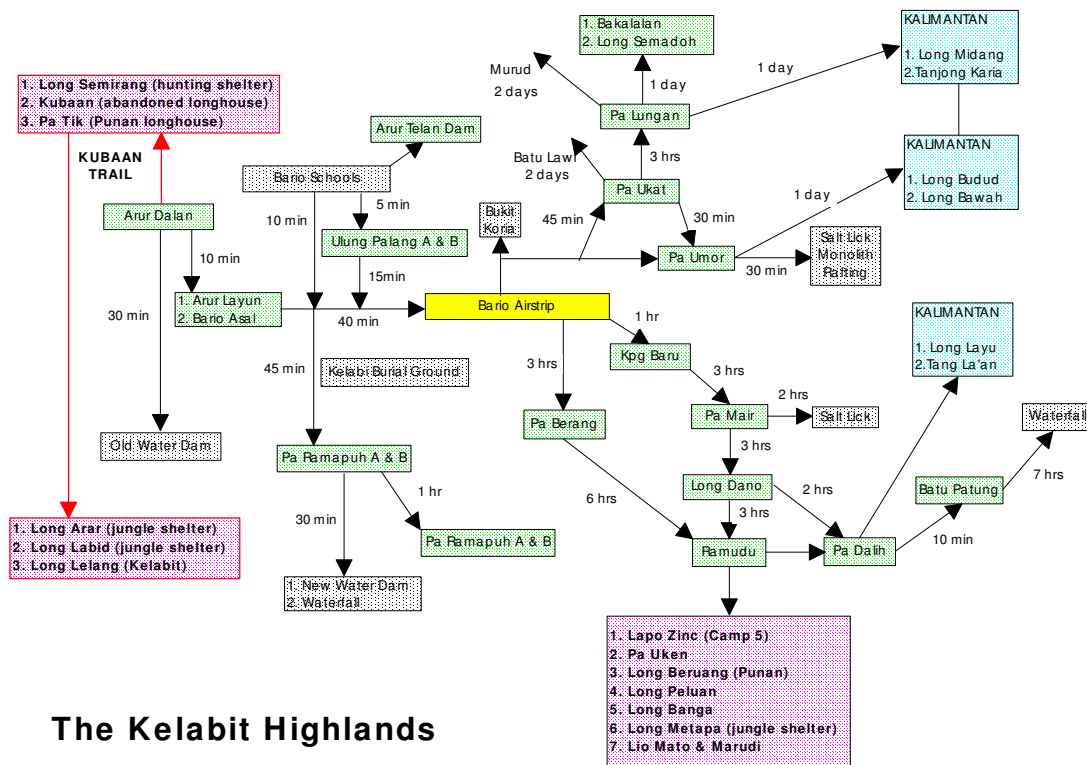 1. Bakalalan
2. Long Semadoh
KALIMANTAN
1. Long Midang
2.Tanjong Karia
Murud
2 days
1 day
1 day
1. Long Semirang (hunting shelter)
2. Kubaan (abandoned longhouse)
3. Pa Tik (Punan longhouse)
Pa Lungan
Arur Telan Dam
KUBAAN
TRAIL
Batu Lawi
2 days
3 hrs
KALIMANTAN
1. Long Budud
2. Long Bawah
Bario Schools
Pa Ukat
1 day
5 min
10 min
Arur Dalan
Bukit
Koria
45 min
30 min
Ulung Palang A & B
Pa Umor
Salt Lick
Monolith
Rafting
10 min
15min
30 min
1. Arur Layun
2. Bario Asal
Bario Airstrip
30 min
40 min
1 hr
KALIMANTAN
1. Long Layu
2.Tang La'an
Kpg Baru
45 min
Kelabi Burial Ground
3 hrs
3 hrs
2 hrs
Pa Mair
Salt Lick
Waterfall
Pa Berang
Old Water Dam
Pa Ramapuh A & B
3 hrs
7 hrs
Long Dano
2 hrs
Batu Patung
1 hr
6 hrs
30 min
3 hrs
1. Long Arar (jungle shelter)
2. Long Labid (jungle shelter)
3. Long Lelang (Kelabit)
Pa Ramapuh A & B
Ramudu
Pa Dalih
10 min
1. New Water Dam
2. Waterfall
1. Lapo Zinc (Camp 5)
2. Pa Uken
3. Long Beruang (Punan)
4. Long Peluan
5. Long Banga
6. Long Metapa (jungle shelter)
7. Lio Mato & Marudi
The Kelabit Highlands